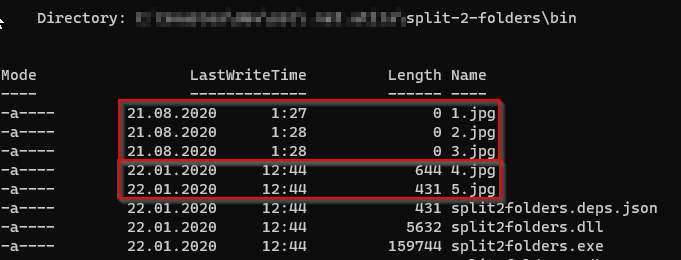 Directory: split-2-folders\bin
Mode LastWriteTime Length Name
---- ------------- ------ ----
-a---- 21.08.2020 1:27 0 1.jpg
-a---- 21.08.2020 1:28 0 2.jpg
-a---- 21.08.2020 1:28 0 3.jpg
-a---- 22.01.2020 12:44 644 4.jpg
-a---- 22.01.2020 12:44 431 5.jpg
-a---- 22.01.2020 12:44 431 split2folders.deps.json
-a---- 22.01.2020 12:44 5632 split2folders.dll
-a---- 22.01.2020 12:44 159744 split2folders.exe